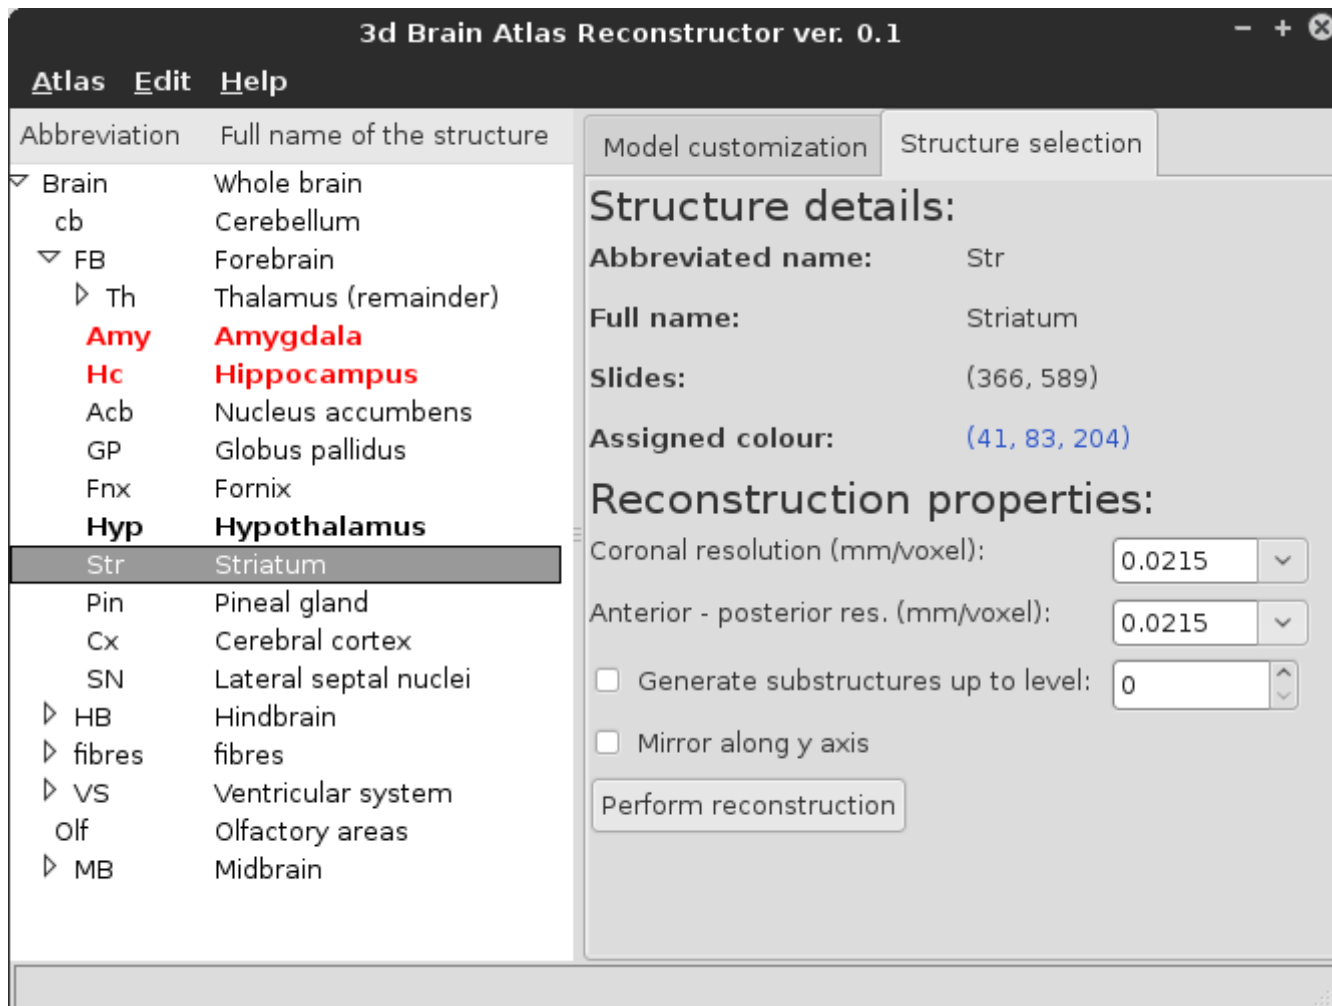 3d Brain Atlas Reconstructor ver. 0.1
Atlas Edit Help
Abbreviation Full name of the structure
Brain Whole brain
cb Cerebellum
FB Forebrain
Th Thalamus (remainder)
Amy Amygdala
Hc Hippocampus
Acb Nucleus accumbens
GP Globus pallidus
Fnx Fornix
Hyp Hypothalamus
Str Striatum
Pin Pineal gland
Cx Cerebral cortex
SN Lateral septal nuclei
HB Hindbrain
fibres fibres
VS Ventricular system
Olf Olfactory areas
MB Midbrain
Model customization Structure selection
Structure details:
Abbreviated name: Str
Full name: Striatum
Slides: (366, 589)
Assigned colour: (41, 83, 204)
Reconstruction properties:
Coronal resolution (mm/voxel): 0.0215
Anterior - posterior res. (mm/voxel): 0.0215
Generate substructures up to level: 0
Mirror along y axis
Perform reconstruction